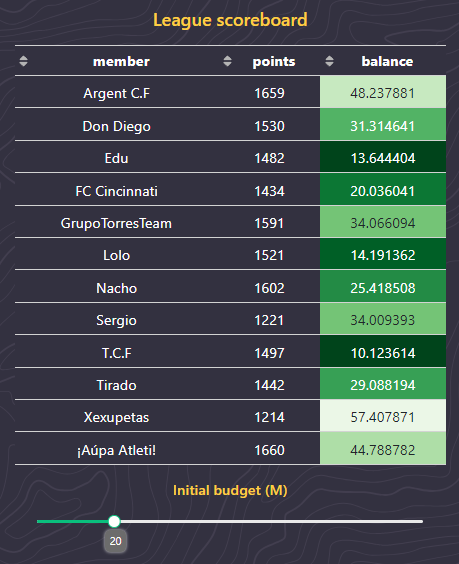 League scoreboard
member points balance
Argent C.F 1659 48.237881
Don Diego 1530 31.314641
Edu 1482 13.644404
FC Cincinnati 1434 20.036041
GrupoTorresTeam 1591 34.066094
Lolo 1521 14.191362
Nacho 1602 25.418508
Sergio 1221 34.009393
T.C.F 1497 10.123614
Tirado 1442 29.088194
Xexupetas 1214 57.407871
¡Aúpa Atleti! 1660 44.788782
Initial budget (M)
20